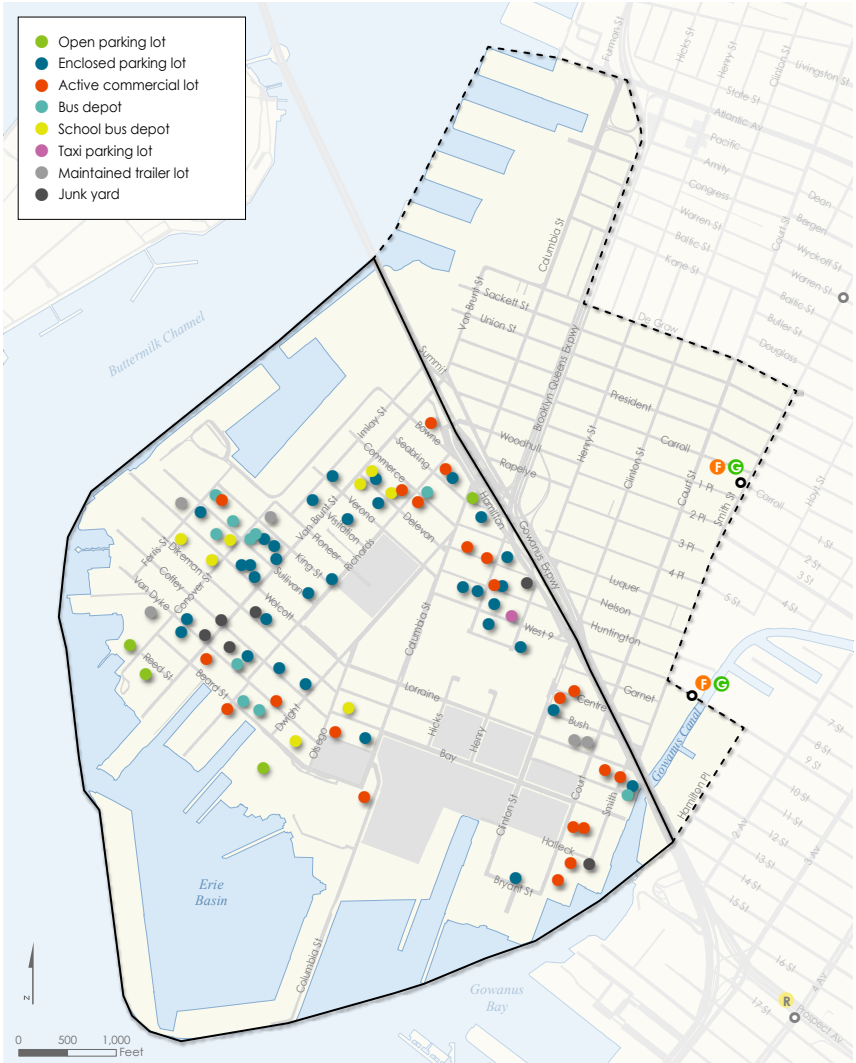 Open parking lot
Enclosed parking lot
Active commercial lot
Bus depot
School bus depot
Taxi parking lot
Maintained trailer lot
Junk yard
Furman St
Hicks St
Henry St
Clinton St
Livingston St
State St
Atlantic Av
Pacific
Amity
Congress
Warren St
Baltic St
Kane St
Court St
Dean
Bergen
Wyckoff St
Warren St
Baltic St
Butler St
Douglass
De Graw
Columbia St
Van Brunt St
Sackett St
Union St
Summit
Brooklyn Queens Expwy
Buttermilk Channel
President
Carroll
Woodhull
Rapelye
Henry St
Clinton St
Court St
F G
1 Pl
2 Pl
3 Pl
4 Pl
Smith St
Carroll
Hoyt St
1 St
2 St
3 St
4 St
5 St
Imlay St
Bowne
Seabring
Commerce
Hamilton
Gowanus Expwy
Verona
Visitation
Pioneer
Van Brunt St
King St
Sullivan
Richards
Delevan
Wolcott
Ferris St
Dikeman
Coffey
Conover St
Van Dyke
Reed St
Beard St
Dwight
Otsego
Columbia St
West 9
Luquer
Nelson
Huntington
Garnet
F G
Lorraine
Hicks
Henry
Bay
Centre
Bush
Court
Smith
Clinton St
Halleck
Bryant St
Gowanus Canal
Hamilton Pl
7 St
8 St
9 St
10 St
11 St
12 St
13 St
14 St
15 St
16 St
17 St
2 Av
3 Av
4 Av
Prospect Av
R
Erie
Basin
Columbia St
Gowanus
Bay
z
0 500 1,000
Feet